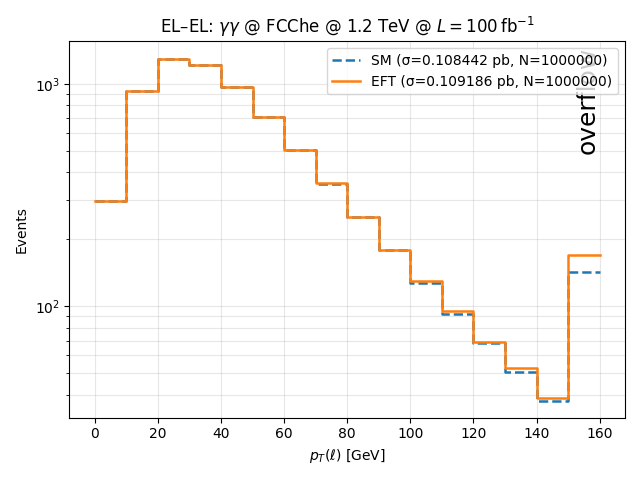 EL–EL: γγ @ FCChe @ 1.2 TeV @ L = 100 fb⁻¹
SM (σ=0.108442 pb, N=1000000)
EFT (σ=0.109186 pb, N=1000000)
overflow
10³
10²
Events
0 20 40 60 80 100 120 140 160
p_T(ℓ) [GeV]